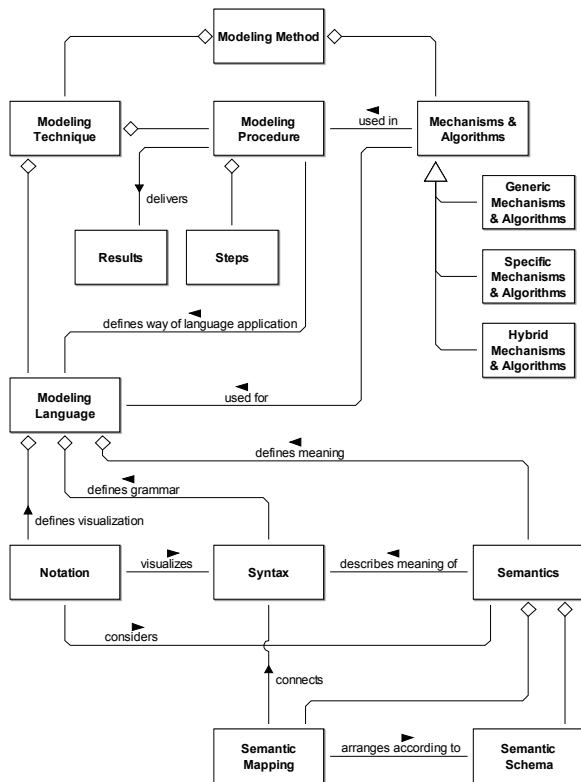 Modeling Method
Modeling
Technique
Modeling
Procedure
used in
Mechanisms &
Algorithms
delivers
Generic
Mechanisms
& Algorithms
Results
Steps
Specific
Mechanisms
& Algorithms
defines way of language application
Hybrid
Mechanisms
& Algorithms
Modeling
Language
used for
defines meaning
defines grammar
defines visualization
Notation
visualizes
Syntax
describes meaning of
Semantics
considers
connects
Semantic
Mapping
arranges according to
Semantic
Schema